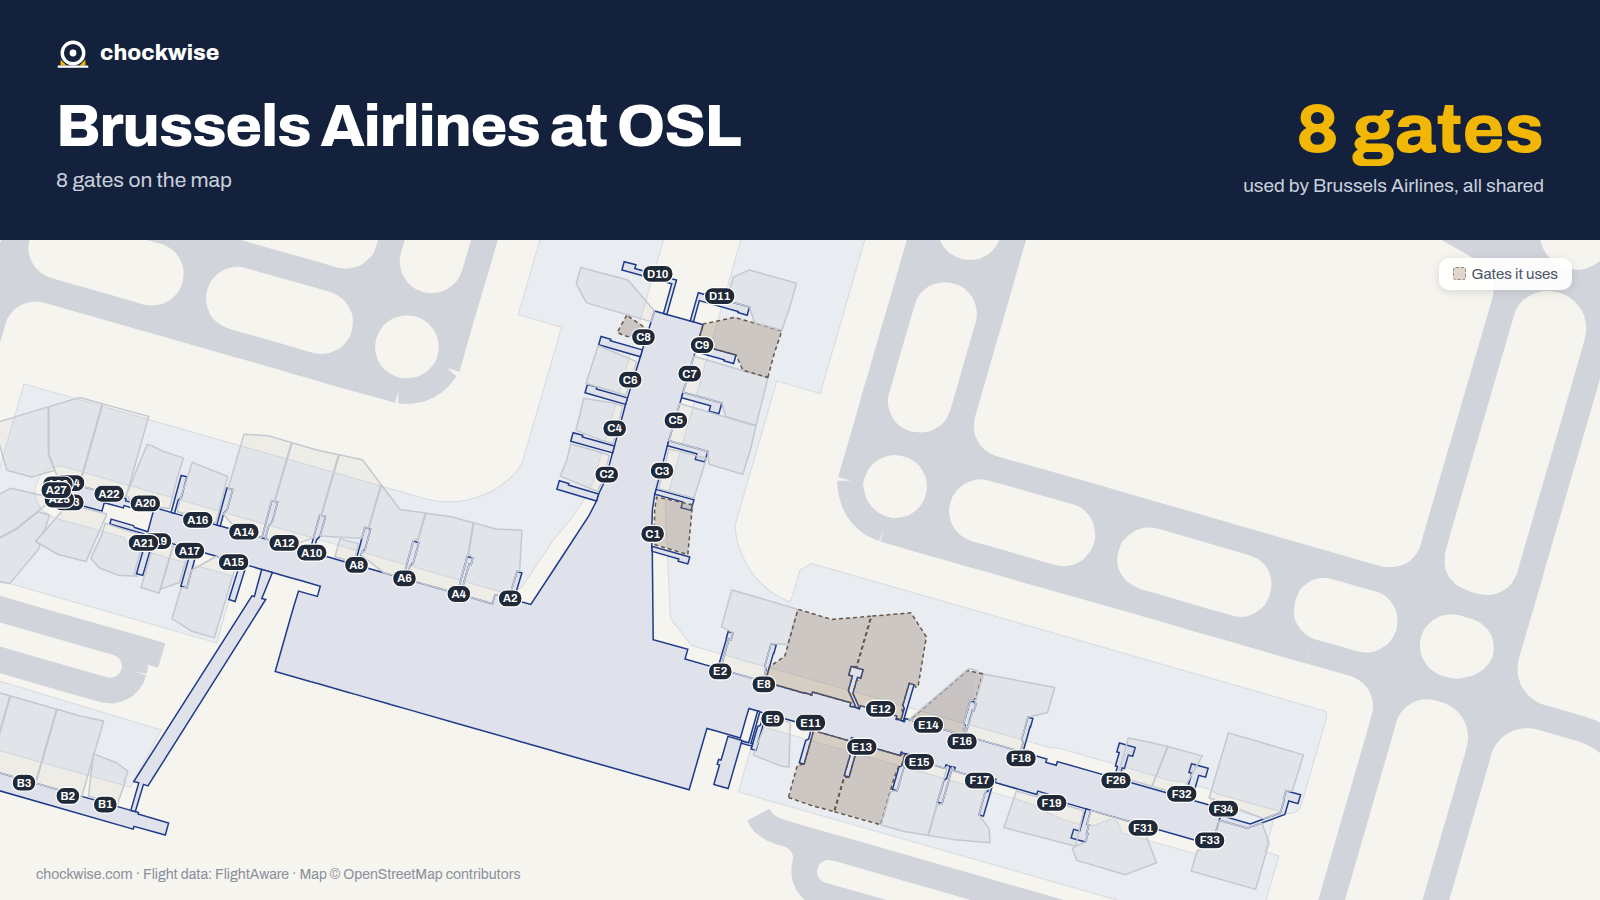 chockwise
Brussels Airlines at OSL
8 gates on the map
8 gates
used by Brussels Airlines, all shared
Gates it uses
D10
D11
C8
C9
C6
C7
C4
C5
C2
C3
C1
A27
A22
A20
A16
A14
A12
A10
A8
A6
A4
A2
A21
A17
A15
E2
E8
E9
E11
E12
E13
E14
E15
F16
F17
F18
F19
F26
F31
F32
F33
F34
B3
B2
B1
chockwise.com · Flight data: FlightAware · Map © OpenStreetMap contributors